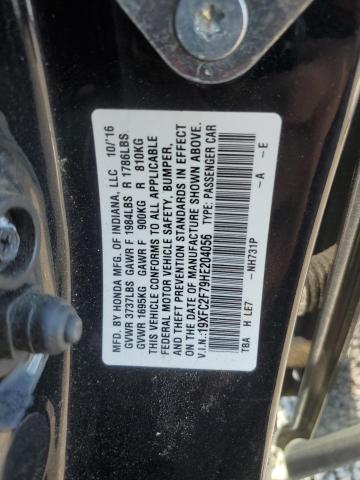 MFD. BY HONDA MFG. OF INDIANA, LLC 10/16
GVWR 3737LBS GAWR F 1984LBS R 1786LBS
GVWR 1695KG GAWR F 900KG R 810KG
THIS VEHICLE CONFORMS TO ALL APPLICABLE
FEDERAL MOTOR VEHICLE SAFETY, BUMPER,
AND THEFT PREVENTION STANDARDS IN EFFECT
ON THE DATE OF MANUFACTURE SHOWN ABOVE.
V.I.N.:19XFC2F79HE204056 TYPE: PASSENGER CAR
TBA H LE7 -NH731P -A -E